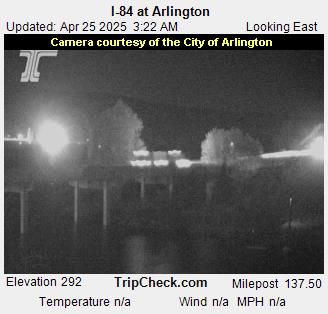 I-84 at Arlington
Updated: Apr 25 2025 3:22 AM Looking East
Camera courtesy of the City of Arlington
Elevation 292 TripCheck.com Milepost 137.50
Temperature n/a Wind n/a MPH n/a